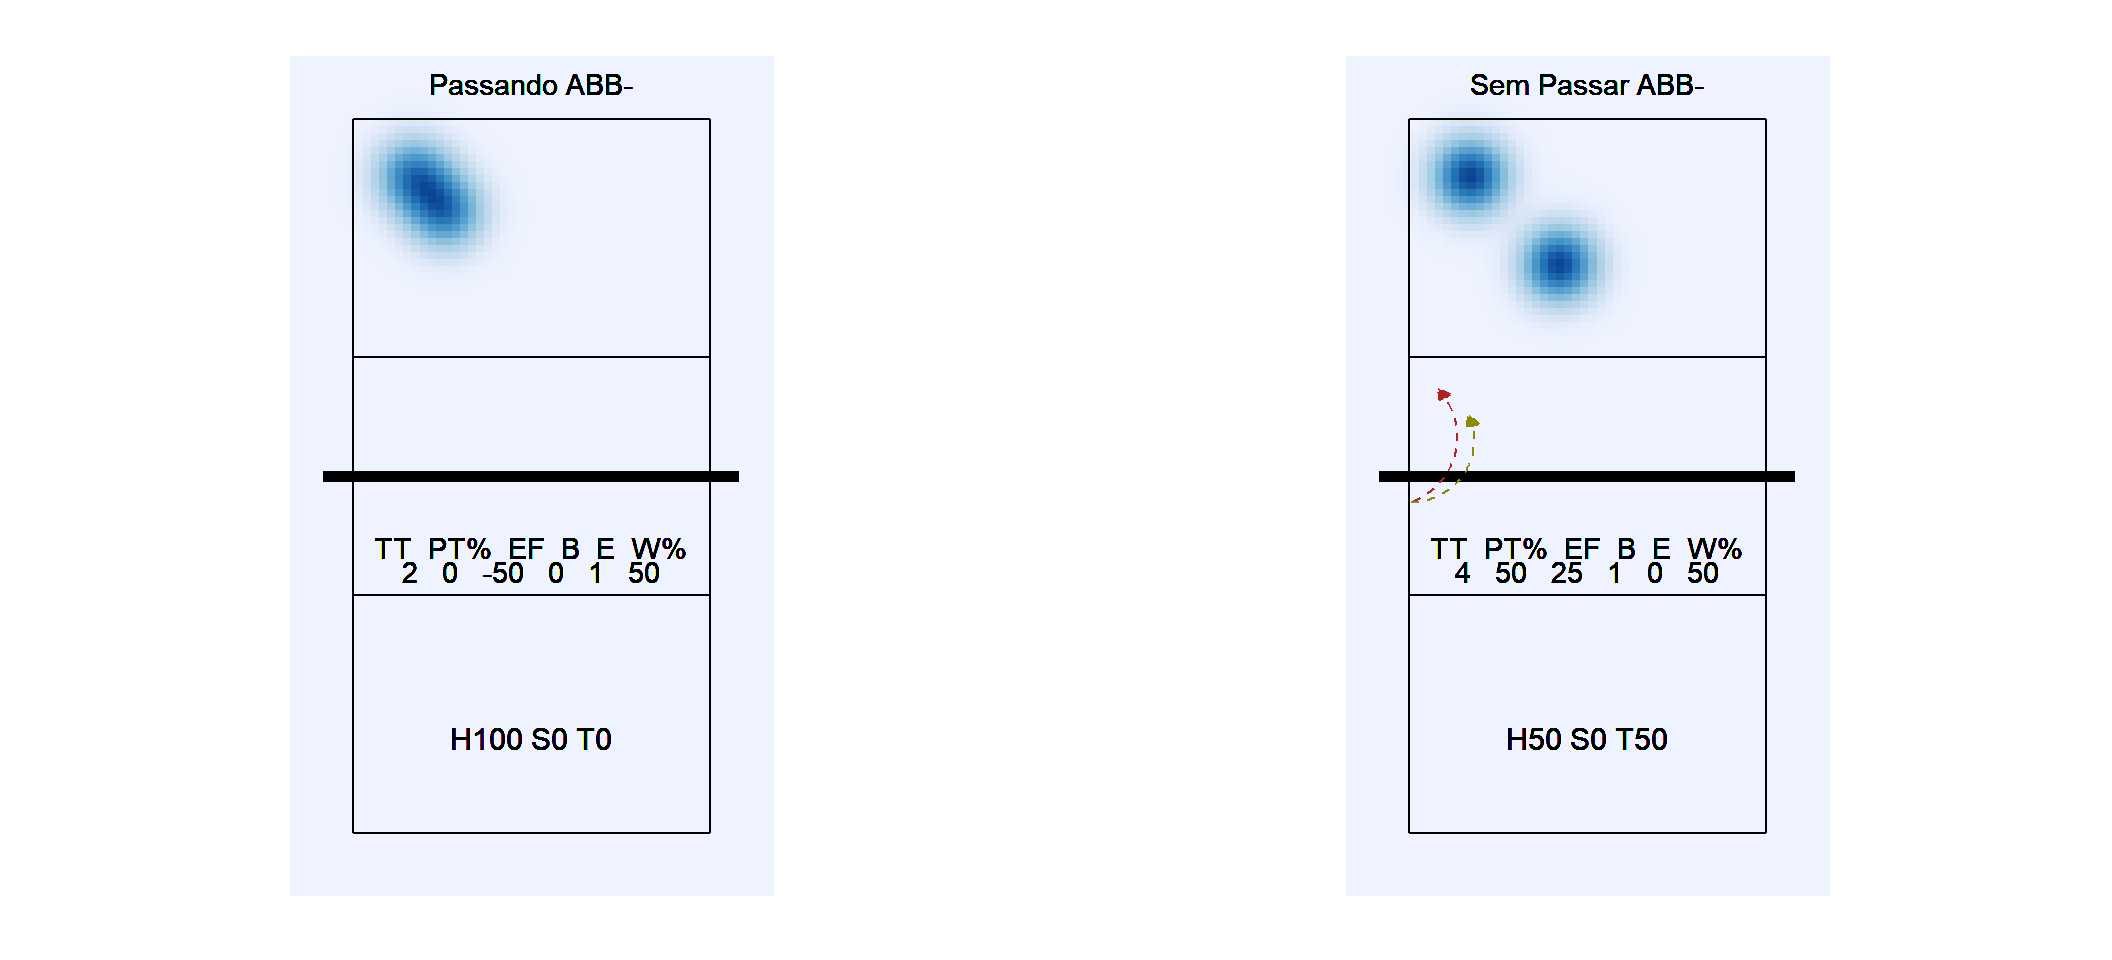 Passando ABB-
TT PT% EF B E W%
2 0 -50 0 1 50
H100 S0 T0
Sem Passar ABB-
TT PT% EF B E W%
4 50 25 1 0 50
H50 S0 T50